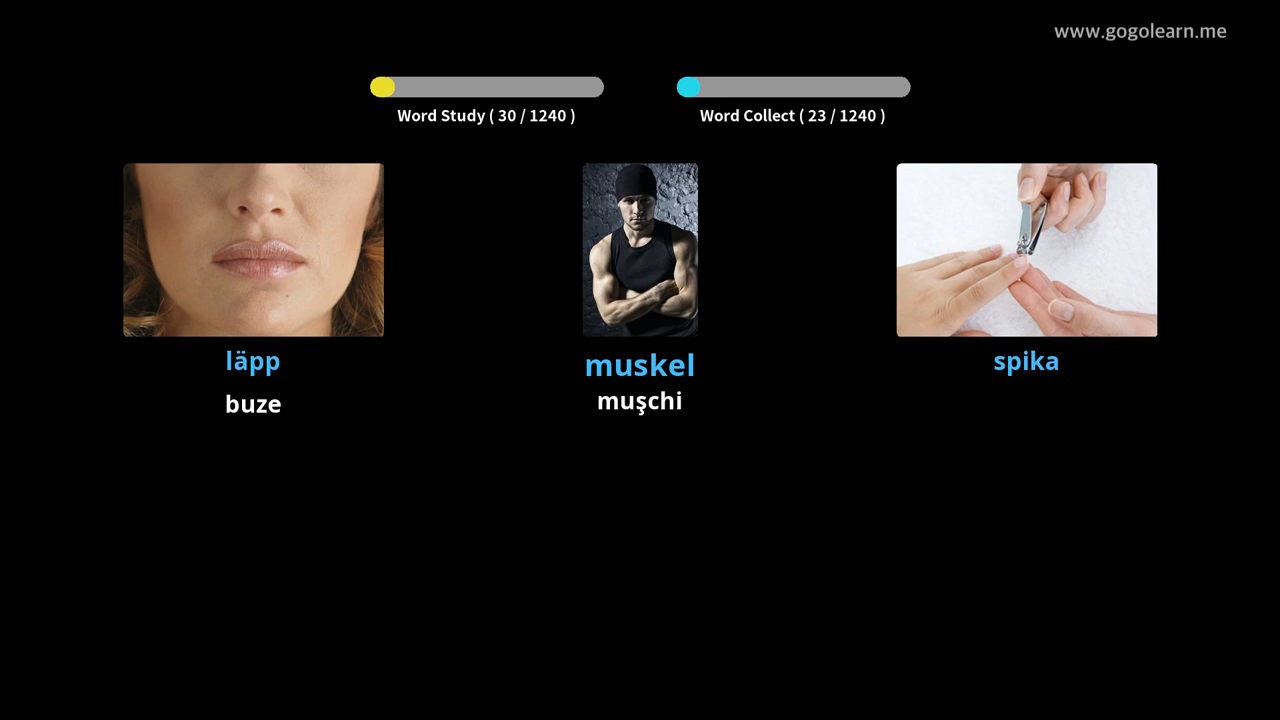 www.gogolearn.me
Word Study ( 30 / 1240 )
Word Collect ( 23 / 1240 )
läpp
muskel
spika
buze
muşchi